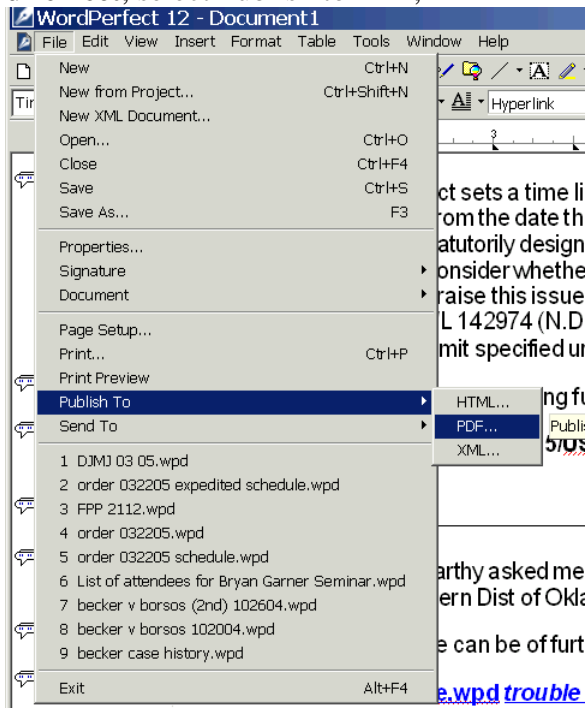 WordPerfect 12 - Document1
File Edit View Insert Format Table Tools Window Help
New Ctrl+N
New from Project... Ctrl+Shift+N
Hyperlink
New XML Document...
Open... Ctrl+O
3
Close Ctrl+F4
Save Ctrl+S
ct sets a time li
Save As... F3
rom the date th
Properties...
atutorily design
Signature
onsider whethe
Document
raise this issue
Page Setup...
'L 142974 (N.D
Print... Ctrl+P
mit specified un
Print Preview
Publish To
HTML...
ng fu
Send To
PDF...
Publis
XML...
5/Us
1 DJMJ 03 05.wpd
2 order 032205 expedited schedule.wpd
3 FPP 2112.wpd
4 order 032205.wpd
5 order 032205 schedule.wpd
arthy asked me
6 List of attendees for Bryan Garner Seminar.wpd
ern Dist of Okla
7 becker v borsos (2nd) 102604.wpd
8 becker v borsos 102004.wpd
e can be of furt
9 becker case history.wpd
Exit Alt+F4
e.wpd trouble